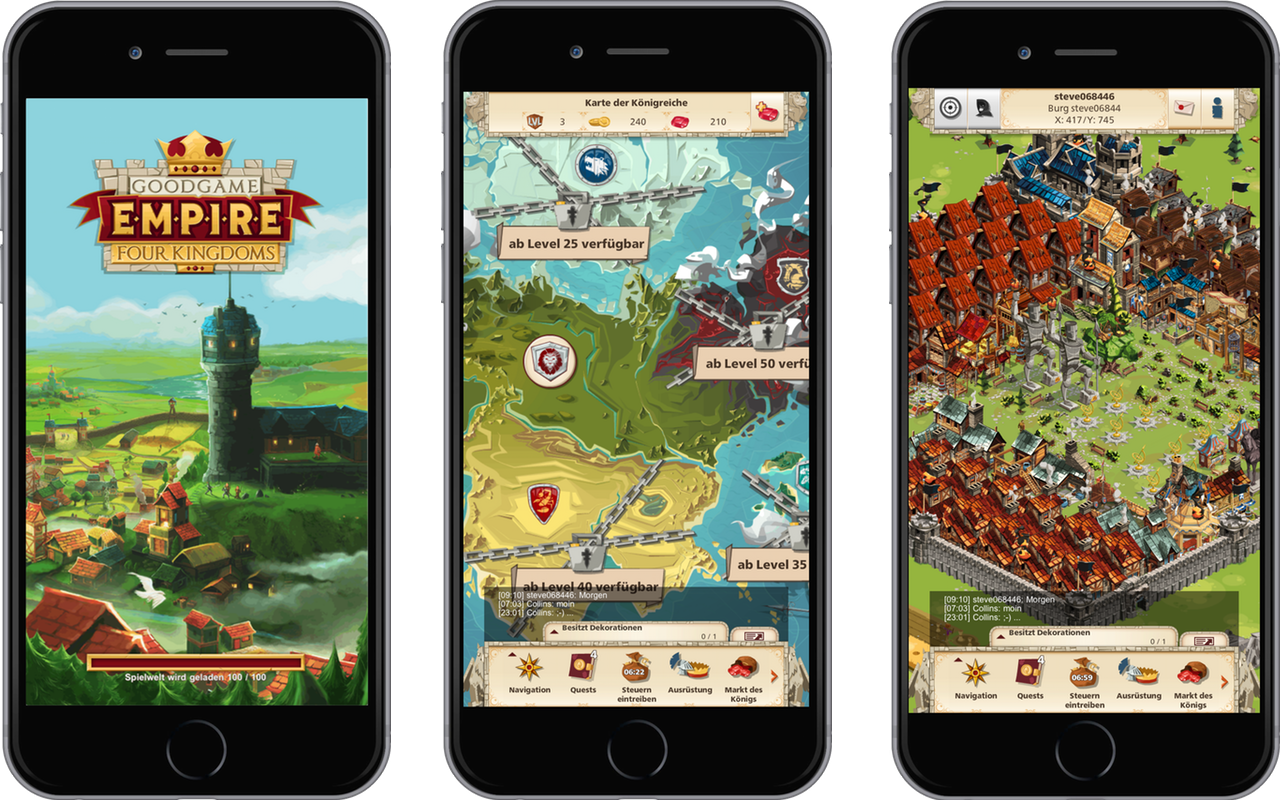 GOODGAME
EMPIRE
FOUR KINGDOMS
Spielwelt wird geladen 100 / 100
Karte der Königreiche
LVL 3 240 210
ab Level 25 verfügbar
ab Level 50 verfü
ab Level 35
ab Level 40 verfügbar
[09:10] steve068446: Morgen
[07:03] Collins: moin
[23:01] Collins: ;-) ...
Besitzt Dekorationen
0 / 1
4
06:22
Navigation
Quests
Steuern
eintreiben
Ausrüstung
Markt des
Königs
steve068446
Burg steve06844
X: 417/Y: 745
[09:10] steve068446: Morgen
[07:03] Collins: moin
[23:01] Collins: ;-) ...
Besitzt Dekorationen
0 / 1
4
06:59
Navigation
Quests
Steuern
eintreiben
Ausrüstung
Markt des
Königs